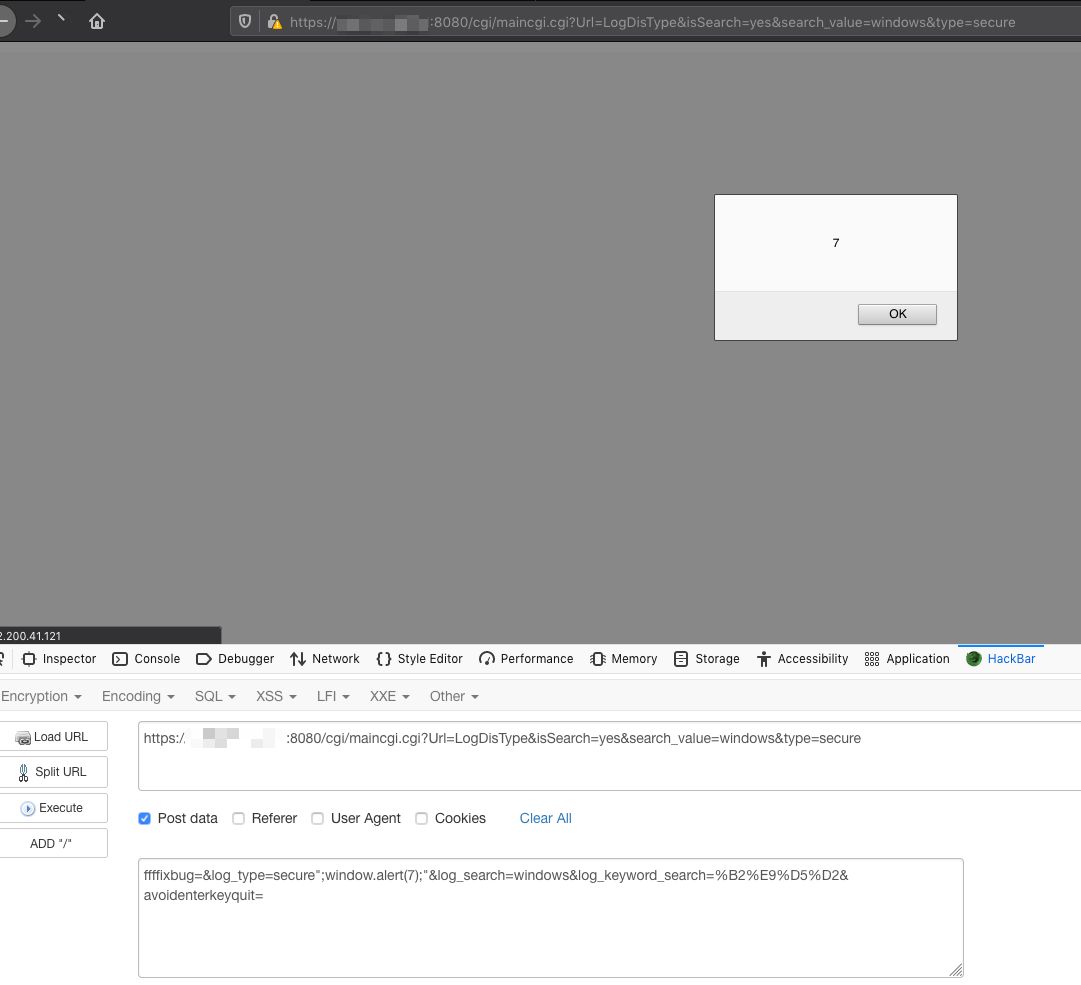 https://
:8080/cgi/maincgi.cgi?Url=LogDisType&isSearch=yes&search_value=windows&type=secure
7
OK
2.200.41.121
Inspector Console Debugger Network Style Editor Performance Memory Storage Accessibility Application HackBar
Encryption Encoding SQL XSS LFI XXE Other
Load URL
https:/
:8080/cgi/maincgi.cgi?Url=LogDisType&isSearch=yes&search_value=windows&type=secure
Split URL
Execute
Post data Referer User Agent Cookies Clear All
ADD "/"
ffffixbug=&log_type=secure";window.alert(7);"&log_search=windows&log_keyword_search=%B2%E9%D5%D2&
avoidenterkeyquit=